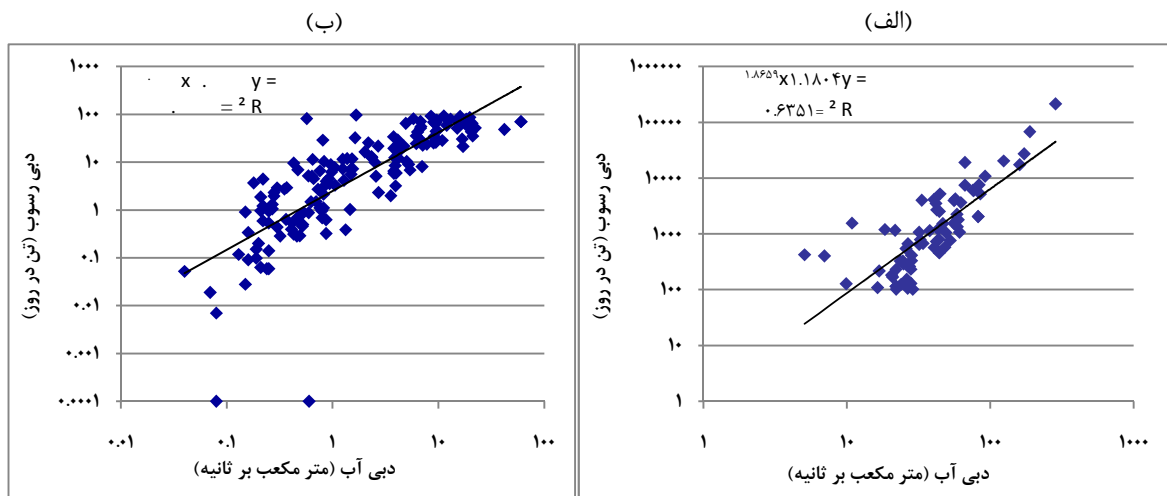 (الف)
۱.۸۶۵۹x۱.۱۸۰۴y =
۰.۶۳۵۱= ² R
۱۰۰۰۰۰۰
۱۰۰۰۰۰
۱۰۰۰۰
۱۰۰۰
۱۰۰
۱۰
۱
دبی رسوب (تن در روز)
۱ ۱۰ ۱۰۰ ۱۰۰۰
دبی آب (متر مکعب بر ثانیه)
(ب)
x . y =
. = ² R
۱۰۰۰
۱۰۰
۱۰
۱
۰.۱
۰.۰۱
۰.۰۰۱
۰.۰۰۰۱
دبی رسوب (تن در روز)
۰.۰۱ ۰.۱ ۱ ۱۰ ۱۰۰
دبی آب (متر مکعب بر ثانیه)